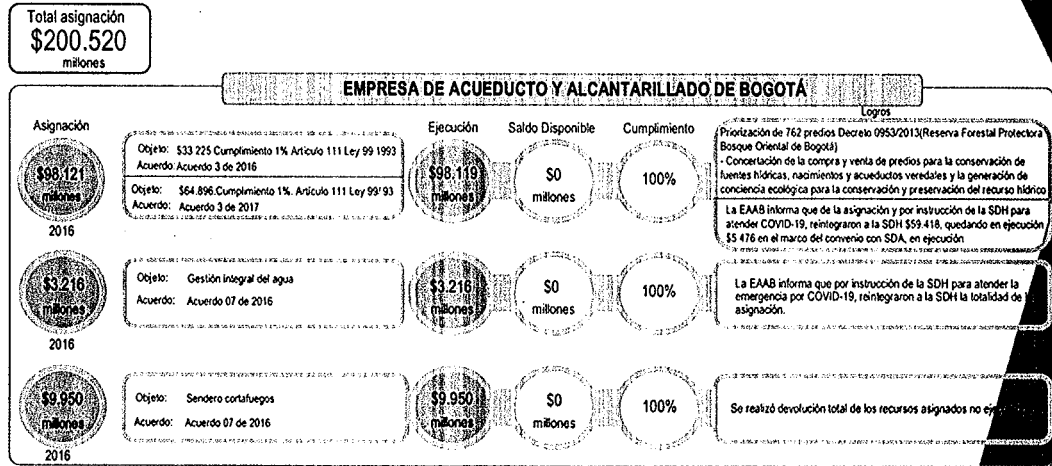 Total asignación
$200.520
millones
EMPRESA DE ACUEDUCTO Y ALCANTARILLADO DE BOGOTÁ
Asignación
Ejecución
Saldo Disponible
Cumplimiento
Logros
$98.121
millones
2016
Objeto: $33 225 Cumplimiento 1% Articulo 111 Ley 99 1993
Acuerdo: Acuerdo 3 de 2016
Objeto: $64,896.Cumplimiento 1%. Articulo 111 Ley 99'93
Acuerdo: Acuerdo 3 de 2017
$98.119
millones
$0
millones
100%
Priorización de 762 predios Decreto 0953/2013(Reserva Forestal Protectora
Bosque Oriental de Bogotá)
- Concertación de la compra y venta de predios para la conservación de
fuentes hídricas, nacimientos y acueductos veredales y la generación de
conciencia ecológica para la conservación y preservación del recurso hídrico
La EAAB informa que de la asignación y por instrucción de la SDH para
atender COVID-19, reintegraron a la SDH $59.418, quedando en ejecución
$5 476 en el marco del convenio con SDA, en ejecución
$3.216
millones
2016
Objeto: Gestión integral del agua
Acuerdo: Acuerdo 07 de 2016
$3.216
millones
$0
millones
100%
La EAAB informa que por instrucción de la SDH para atender la
emergencia por COVID-19, reintegraron a la SDH la totalidad de
asignación.
$9.950
millones
2016
Objeto: Sendero cortafuegos
Acuerdo: Acuerdo 07 de 2016
$9.950
millones
$0
millones
100%
Se realizó devolución total de los recursos asignados no